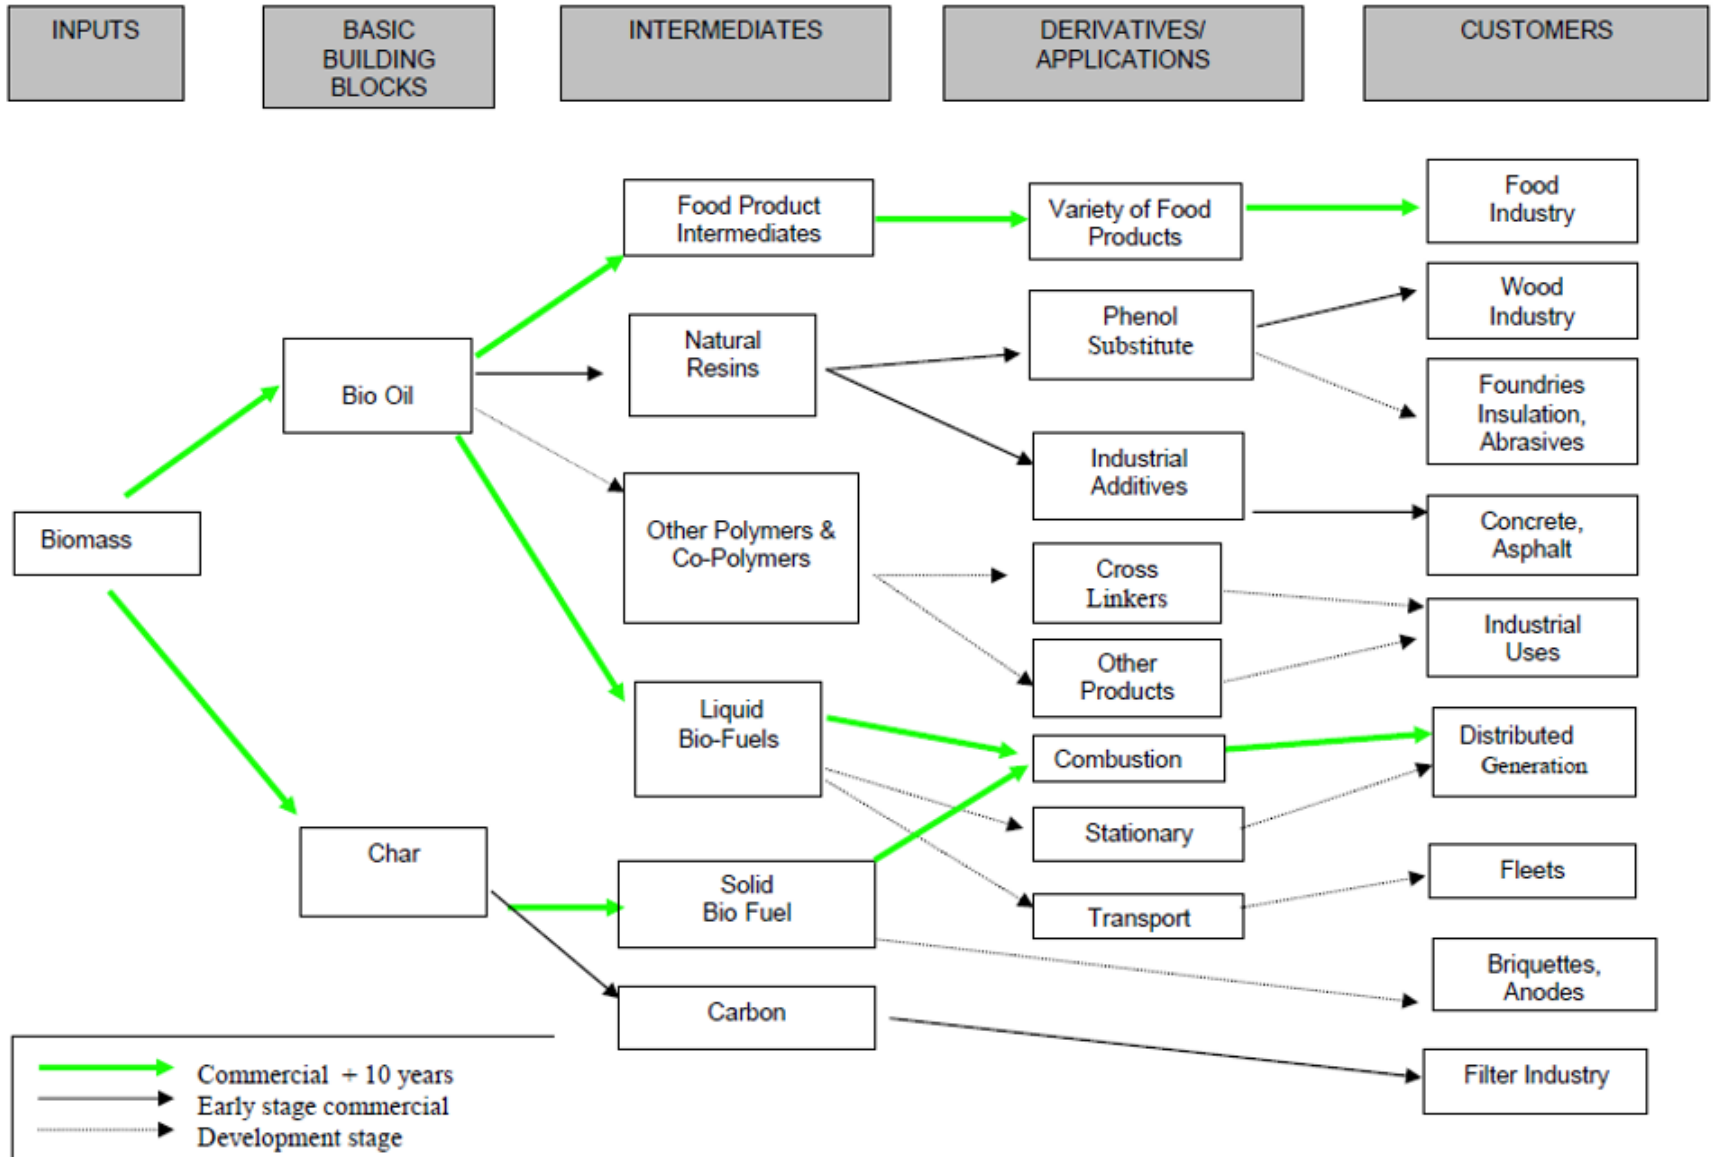 INPUTS
BASIC
BUILDING
BLOCKS
INTERMEDIATES
DERIVATIVES/
APPLICATIONS
CUSTOMERS
Biomass
Bio Oil
Char
Food Product
Intermediates
Natural
Resins
Other Polymers &
Co-Polymers
Liquid
Bio-Fuels
Solid
Bio Fuel
Carbon
Variety of Food
Products
Phenol
Substitute
Industrial
Additives
Cross
Linkers
Other
Products
Combustion
Stationary
Transport
Food
Industry
Wood
Industry
Foundries
Insulation,
Abrasives
Concrete,
Asphalt
Industrial
Uses
Distributed
Generation
Fleets
Briquettes,
Anodes
Filter Industry
Commercial + 10 years
Early stage commercial
Development stage